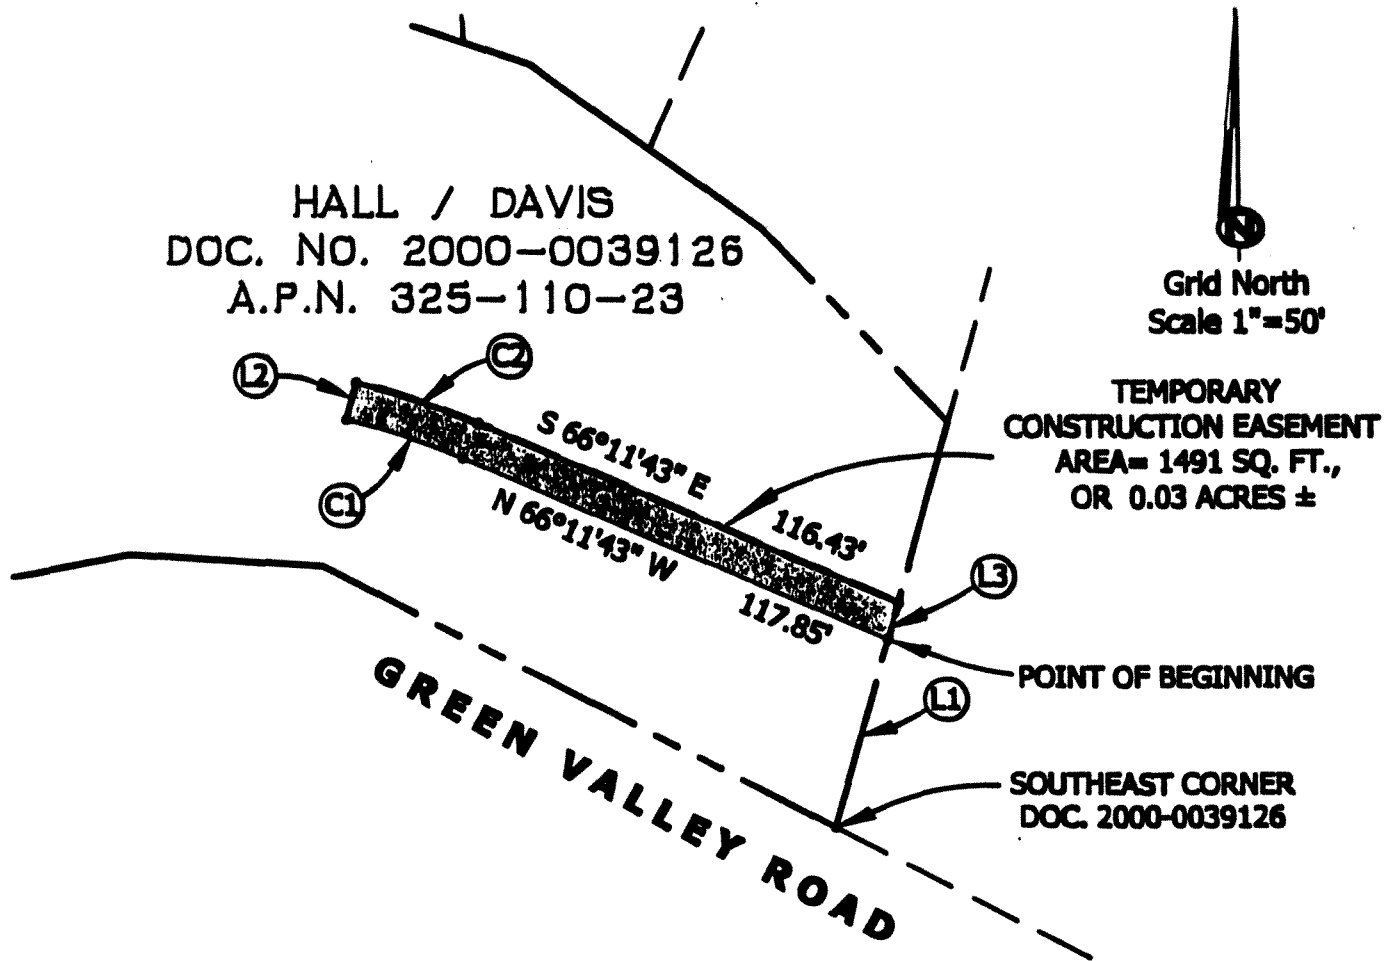 HALL / DAVIS
DOC. NO. 2000-0039126
A.P.N. 325-110-23
N
Grid North
Scale 1"=50'
TEMPORARY
CONSTRUCTION EASEMENT
AREA= 1491 SQ. FT.,
OR 0.03 ACRES ±
L2
C2
C1
S 66°11'43" E
116.43'
N 66°11'43" W
117.85'
L3
POINT OF BEGINNING
L1
SOUTHEAST CORNER
DOC. 2000-0039126
GREEN VALLEY ROAD